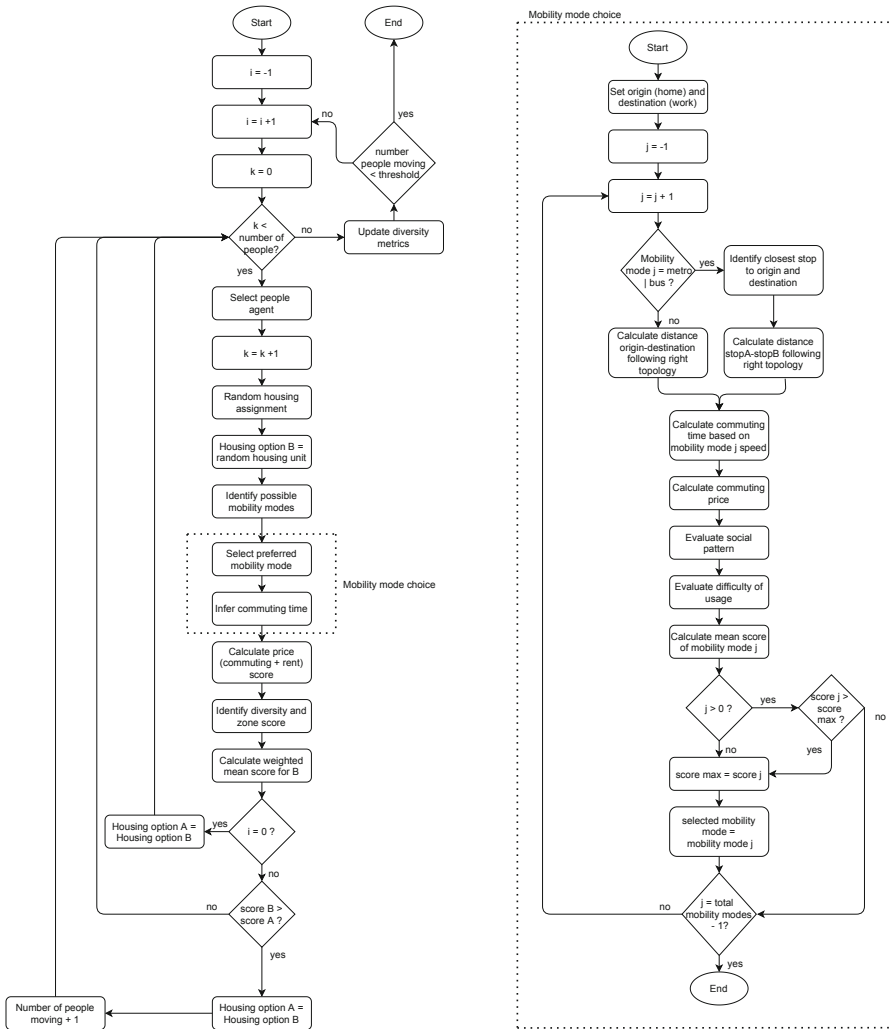 Start
i = -1
i = i +1
k = 0
k <
number of
people?
no
yes
Update diversity
metrics
number
people moving
< threshold
no
yes
End
Select people
agent
k = k +1
Random housing
assignment
Housing option B =
random housing unit
Identify possible
mobility modes
Select preferred
mobility mode
Infer commuting time
Mobility mode choice
Calculate price
(commuting + rent)
score
Identify diversity and
zone score
Calculate weighted
mean score for B
i = 0 ?
yes
Housing option A =
Housing option B
no
score B >
score A ?
no
yes
Housing option A =
Housing option B
Number of people
moving + 1
Mobility mode choice
Start
Set origin (home) and
destination (work)
j = -1
j = j + 1
Mobility
mode j = metro
| bus ?
yes
Identify closest stop
to origin and
destination
no
Calculate distance
origin-destination
following right
topology
Calculate distance
stopA-stopB following
right topology
Calculate commuting
time based on
mobility mode j speed
Calculate commuting
price
Evaluate social
pattern
Evaluate difficulty of
usage
Calculate mean score
of mobility mode j
j > 0 ?
yes
score j >
score
max ?
no
no
yes
score max = score j
selected mobility
mode =
mobility mode j
j = total
mobility modes
- 1?
no
yes
End